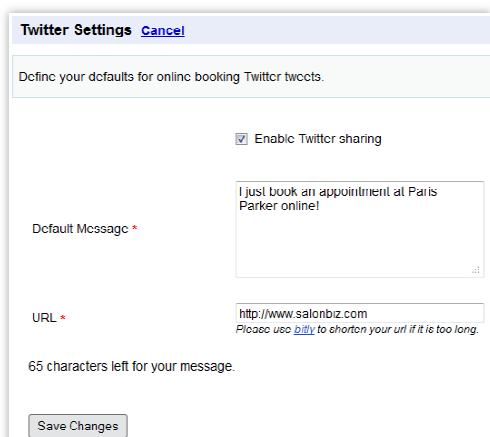 Twitter Settings Cancel
Define your defaults for online booking Twitter tweets.
Enable Twitter sharing
I just book an appointment at Paris
Parker online!
Default Message *
URL *
http://www.salonbiz.com
Please use bitly to shorten your url if it is too long.
65 characters left for your message.
Save Changes